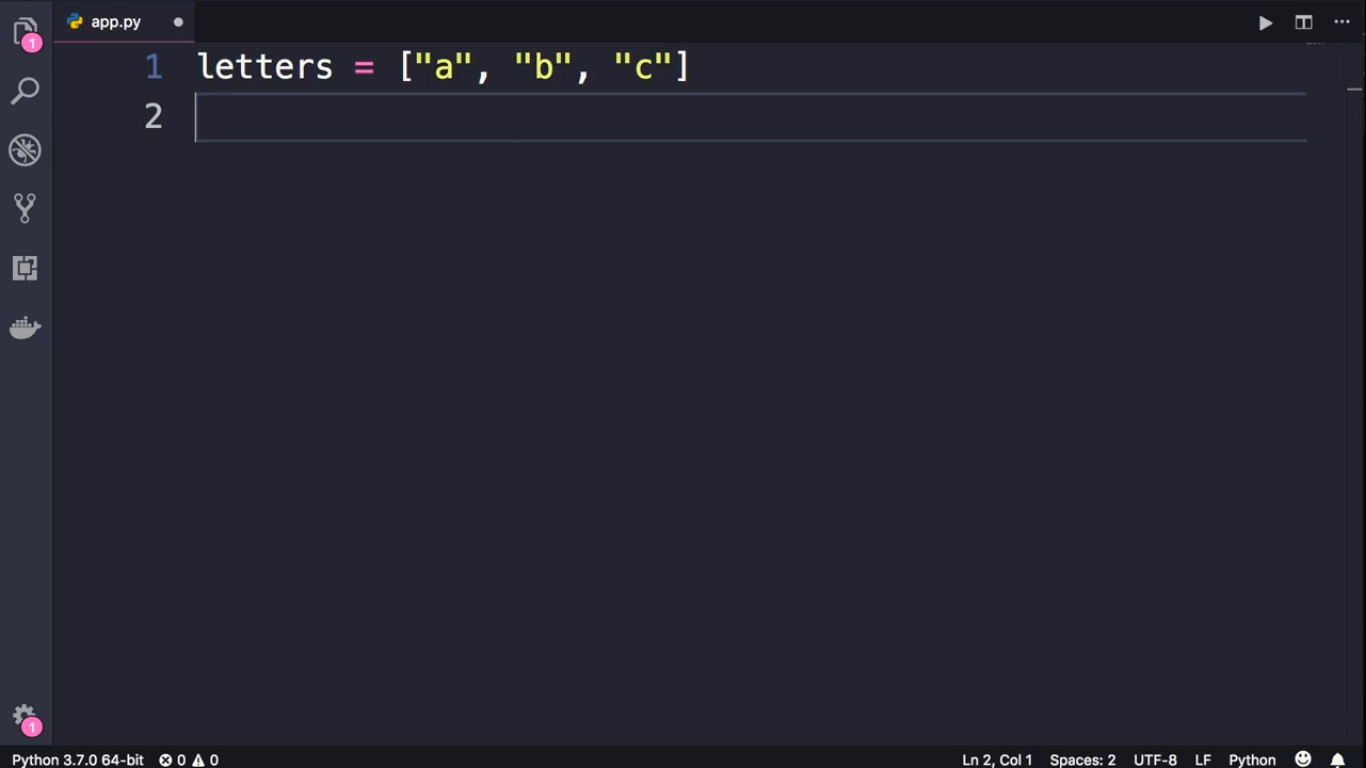 app.py
1
1 letters = ["a", "b", "c"]
2
1
Python 3.7.0 64-bit 0 0 Ln 2, Col 1 Spaces: 2 UTF-8 LF Python